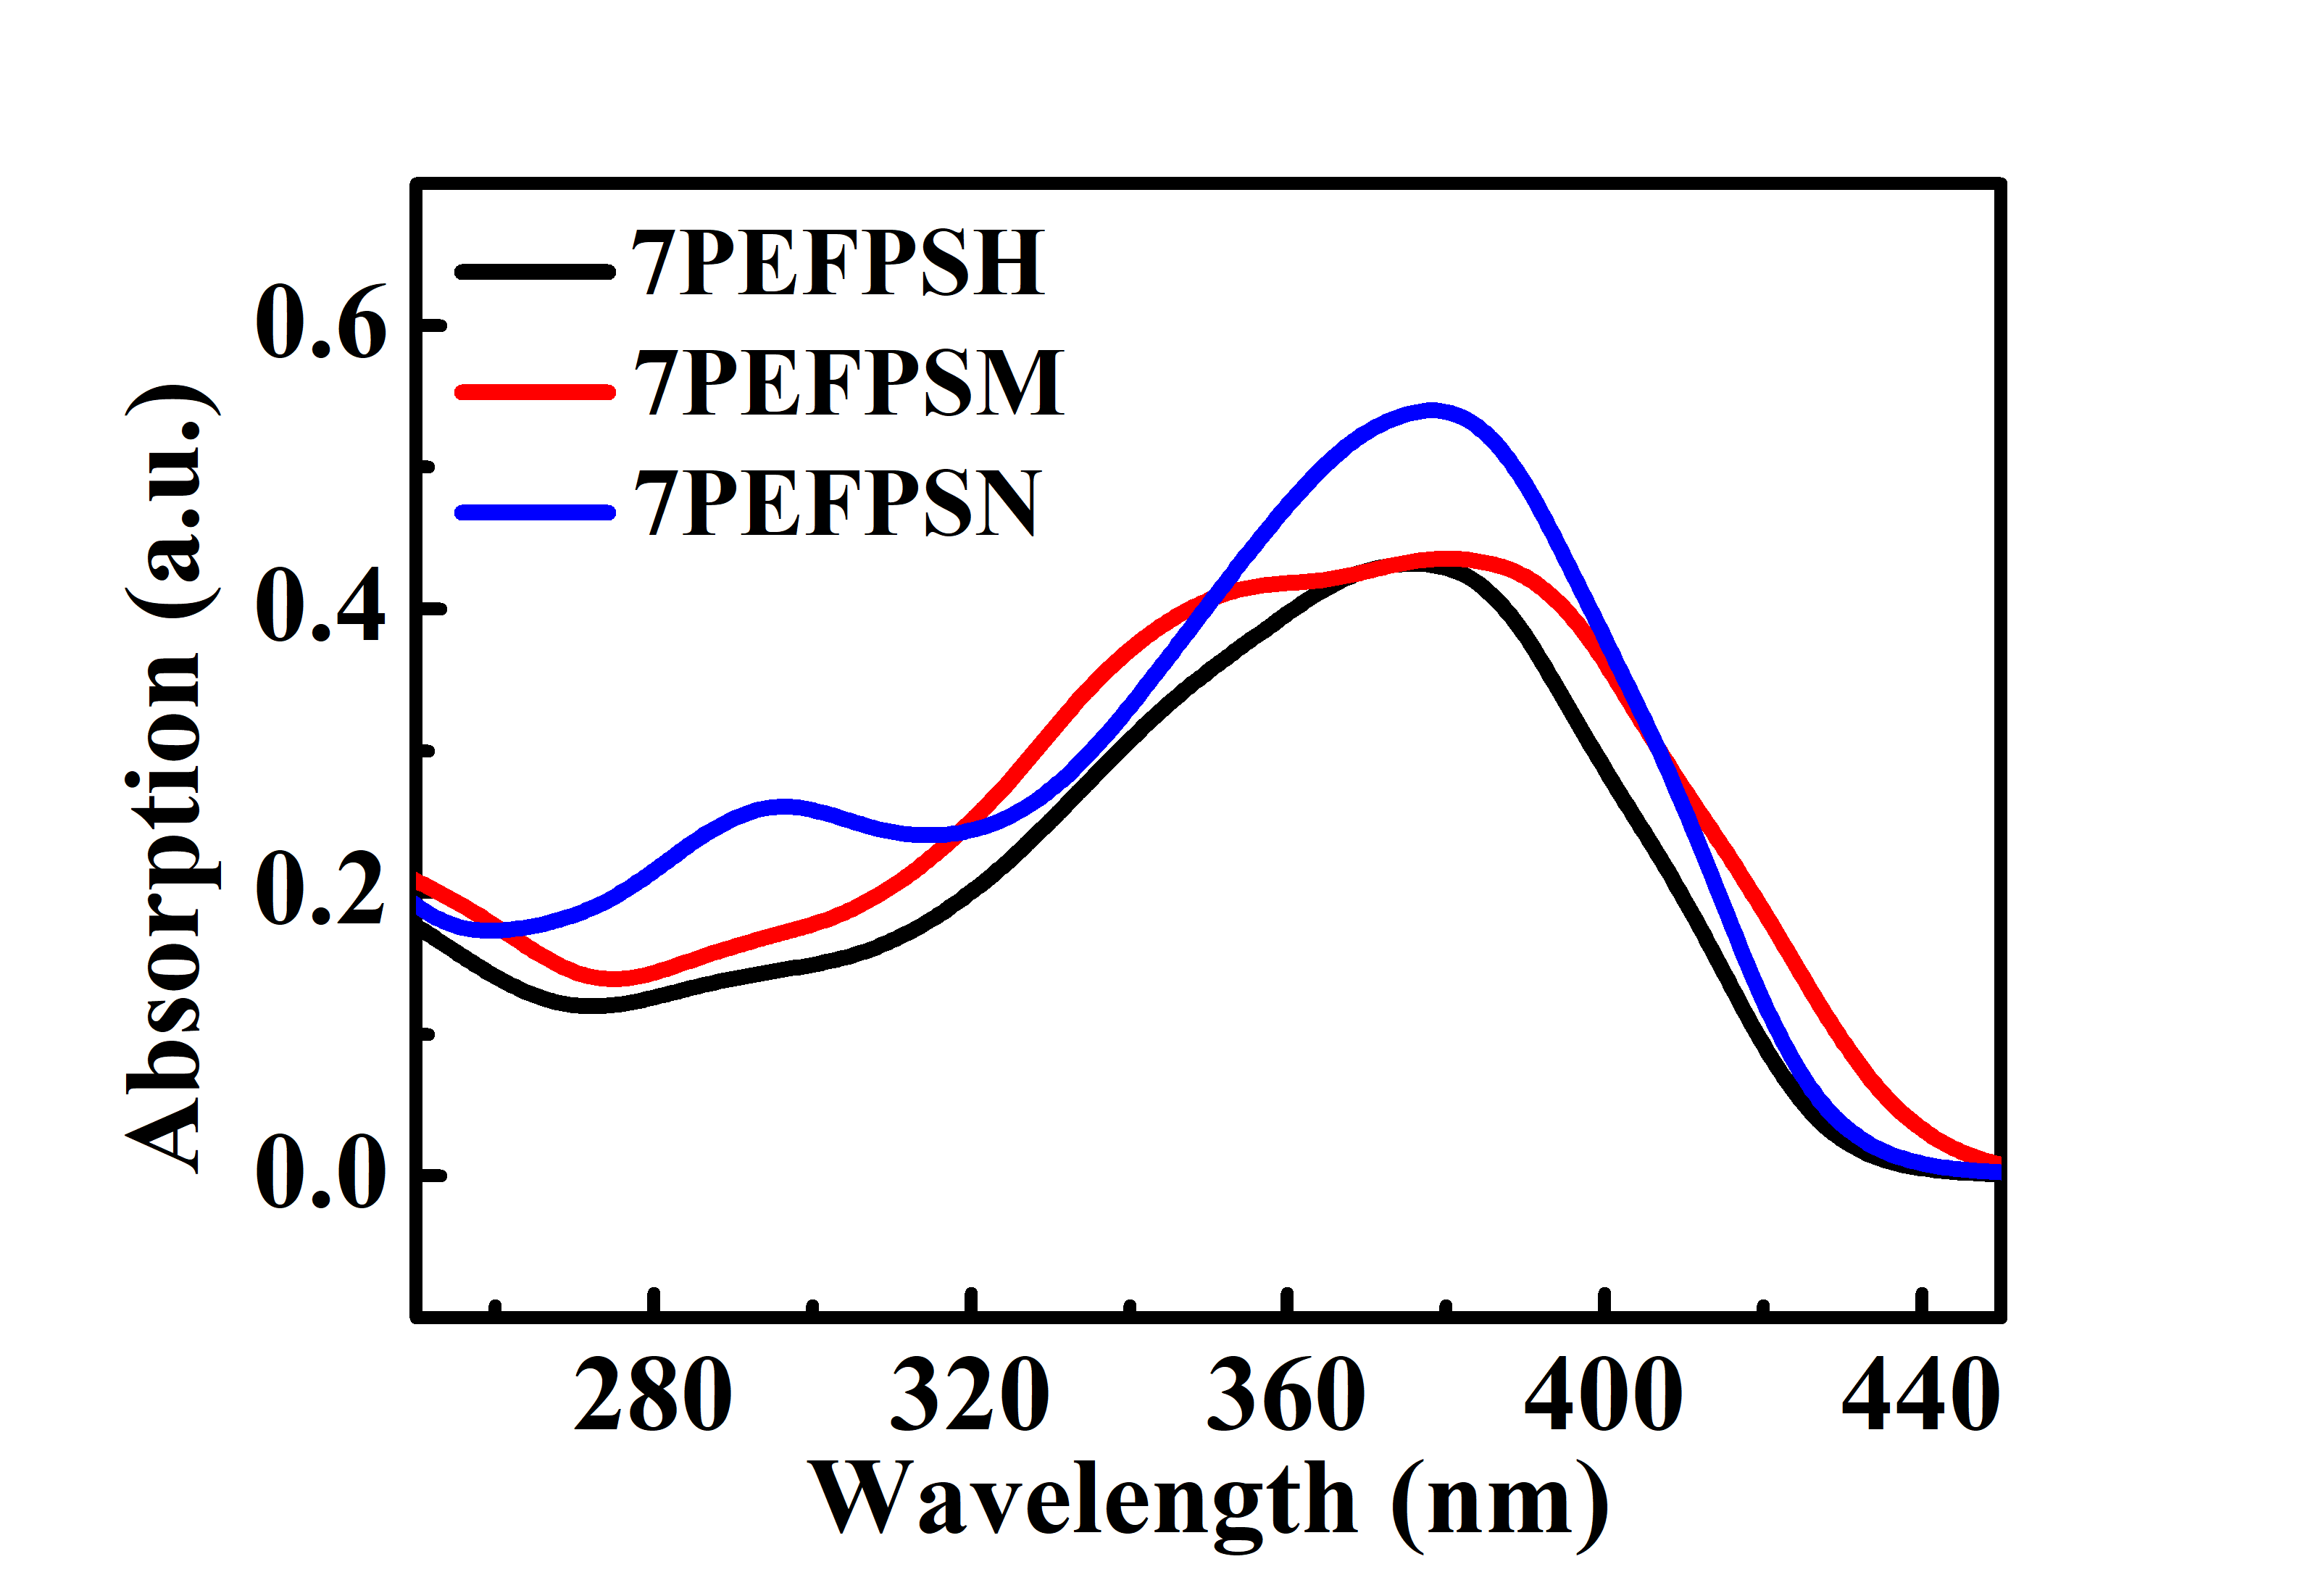 7PEFPSH
7PEFPSM
7PEFPSN
0.6
0.4
0.2
0.0
Absorption (a.u.)
280 320 360 400 440
Wavelength (nm)